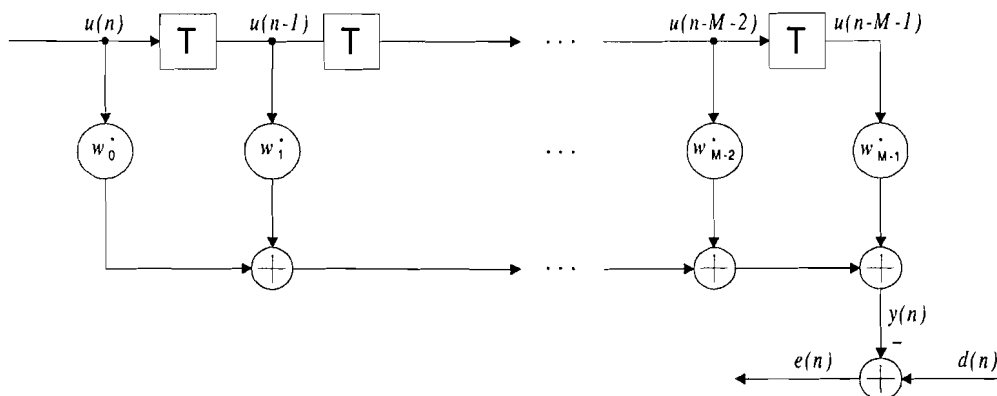 u(n) T u(n-1) T · · · u(n-M-2) T u(n-M-1)
w*0 w*1 · · · w*M-2 w*M-1
+ · · · + +
y(n)
−
e(n) + d(n)